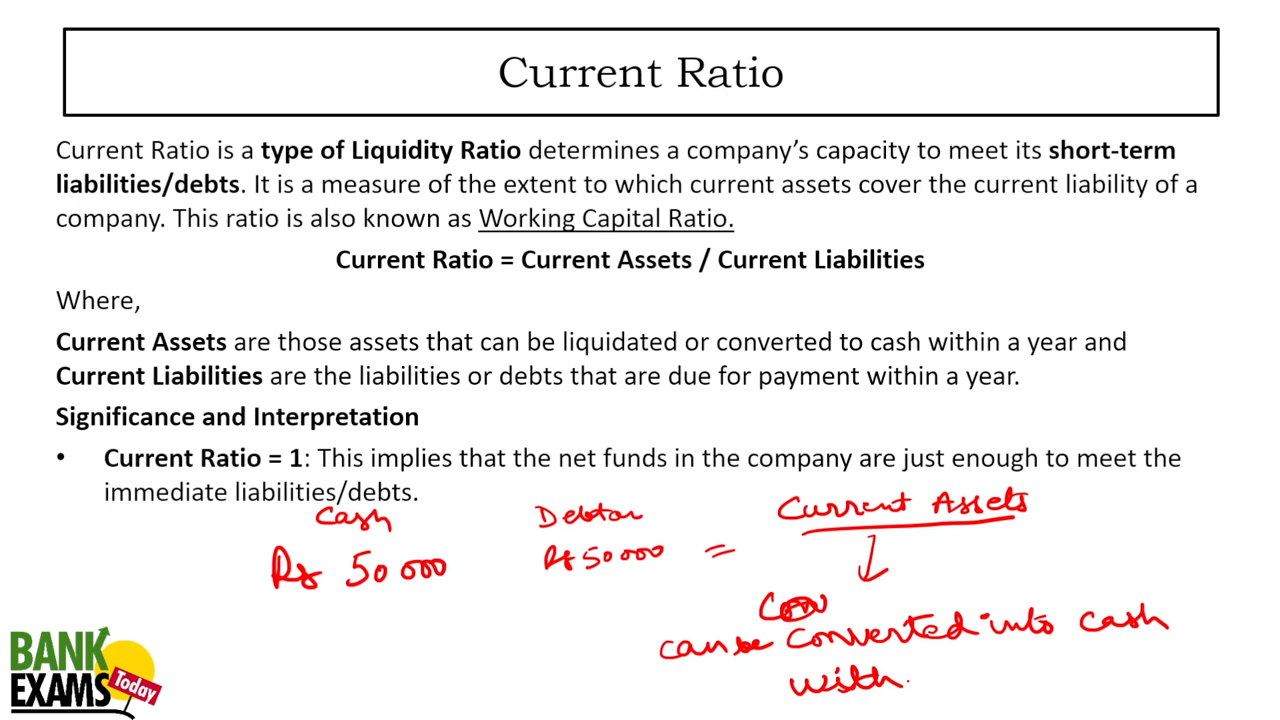 Current Ratio
Current Ratio is a type of Liquidity Ratio determines a company’s capacity to meet its short-term
liabilities/debts. It is a measure of the extent to which current assets cover the current liability of a
company. This ratio is also known as Working Capital Ratio.
Current Ratio = Current Assets / Current Liabilities
Where,
Current Assets are those assets that can be liquidated or converted to cash within a year and
Current Liabilities are the liabilities or debts that are due for payment within a year.
Significance and Interpretation
• Current Ratio = 1: This implies that the net funds in the company are just enough to meet the
immediate liabilities/debts.
Cash Debtor Current Assets
Rs 50000 Rs 50000 =
can be converted into cash
with
BANK
EXAMS Today